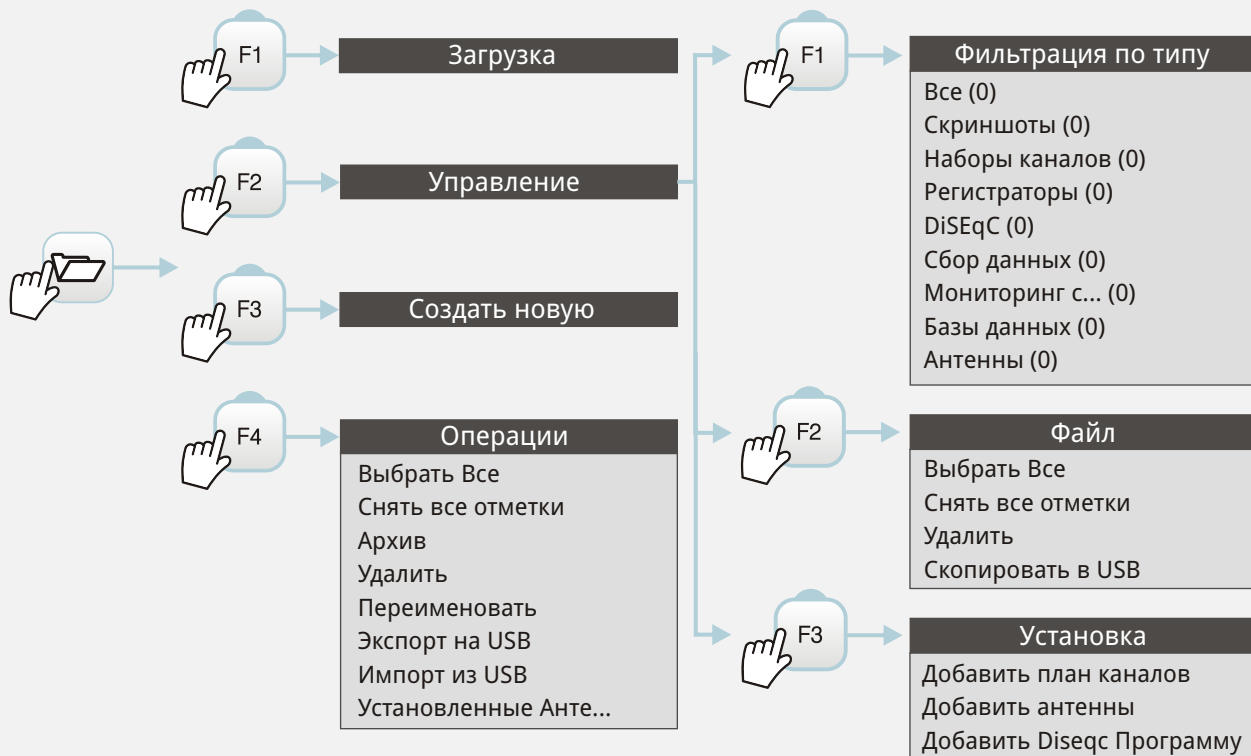 F1
Загрузка
F2
Управление
F3
Создать новую
F4
Операции
Выбрать Все
Снять все отметки
Архив
Удалить
Переименовать
Экспорт на USB
Импорт из USB
Установленные Анте...
F1
Фильтрация по типу
Все (0)
Скриншоты (0)
Наборы каналов (0)
Регистраторы (0)
DiSEqC (0)
Сбор данных (0)
Мониторинг с... (0)
Базы данных (0)
Антенны (0)
F2
Файл
Выбрать Все
Снять все отметки
Удалить
Скопировать в USB
F3
Установка
Добавить план каналов
Добавить антенны
Добавить Diseqc Программу